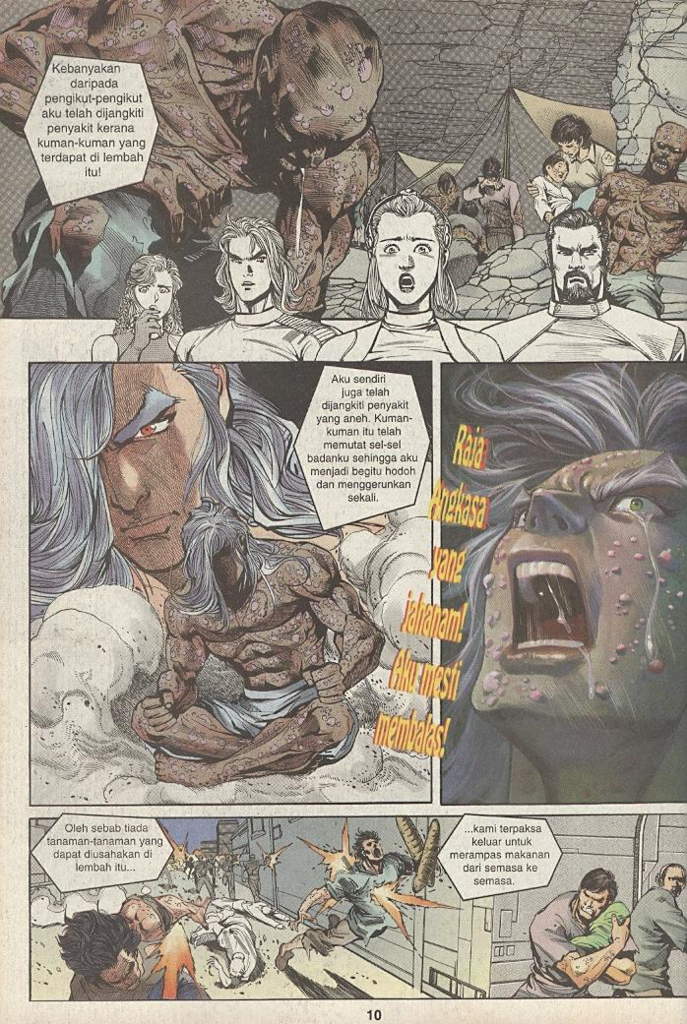 Kebanyakan
daripada
pengikut-pengikut
aku telah dijangkiti
penyakit kerana
kuman-kuman yang
terdapat di lembah
itu!
Aku sendiri
juga telah
dijangkiti penyakit
yang aneh. Kuman-
kuman itu telah
memutat sel-sel
badanku sehingga aku
menjadi begitu hodoh
dan menggerunkan
sekali.
Raja
Angkasa
yang
jahanam!
Aku mesti
membalas!
Oleh sebab tiada
tanaman-tanaman yang
dapat diusahakan di
lembah itu...
...kami terpaksa
keluar untuk
merampas makanan
dari semasa ke
semasa.
10